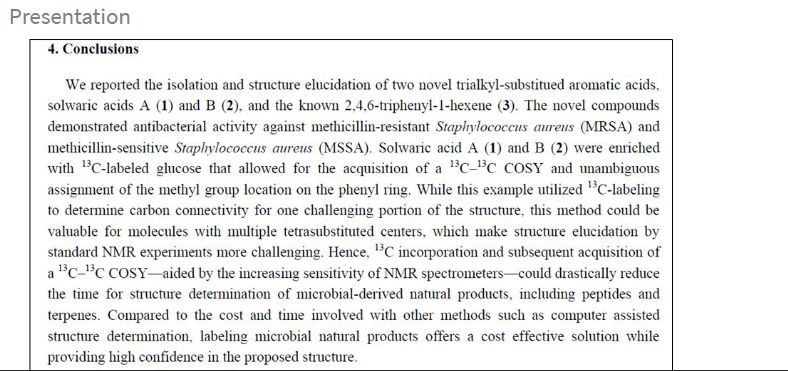 Presentation
4. Conclusions
We reported the isolation and structure elucidation of two novel trialkyl-substitued aromatic acids,
solwaric acids A (1) and B (2), and the known 2,4,6-triphenyl-1-hexene (3). The novel compounds
demonstrated antibacterial activity against methicillin-resistant Staphylococcus aureus (MRSA) and
methicillin-sensitive Staphylococcus aureus (MSSA). Solwaric acid A (1) and B (2) were enriched
with ¹³C-labeled glucose that allowed for the acquisition of a ¹³C–¹³C COSY and unambiguous
assignment of the methyl group location on the phenyl ring. While this example utilized ¹³C-labeling
to determine carbon connectivity for one challenging portion of the structure, this method could be
valuable for molecules with multiple tetrasubstituted centers, which make structure elucidation by
standard NMR experiments more challenging. Hence, ¹³C incorporation and subsequent acquisition of
a ¹³C–¹³C COSY—aided by the increasing sensitivity of NMR spectrometers—could drastically reduce
the time for structure determination of microbial-derived natural products, including peptides and
terpenes. Compared to the cost and time involved with other methods such as computer assisted
structure determination, labeling microbial natural products offers a cost effective solution while
providing high confidence in the proposed structure.